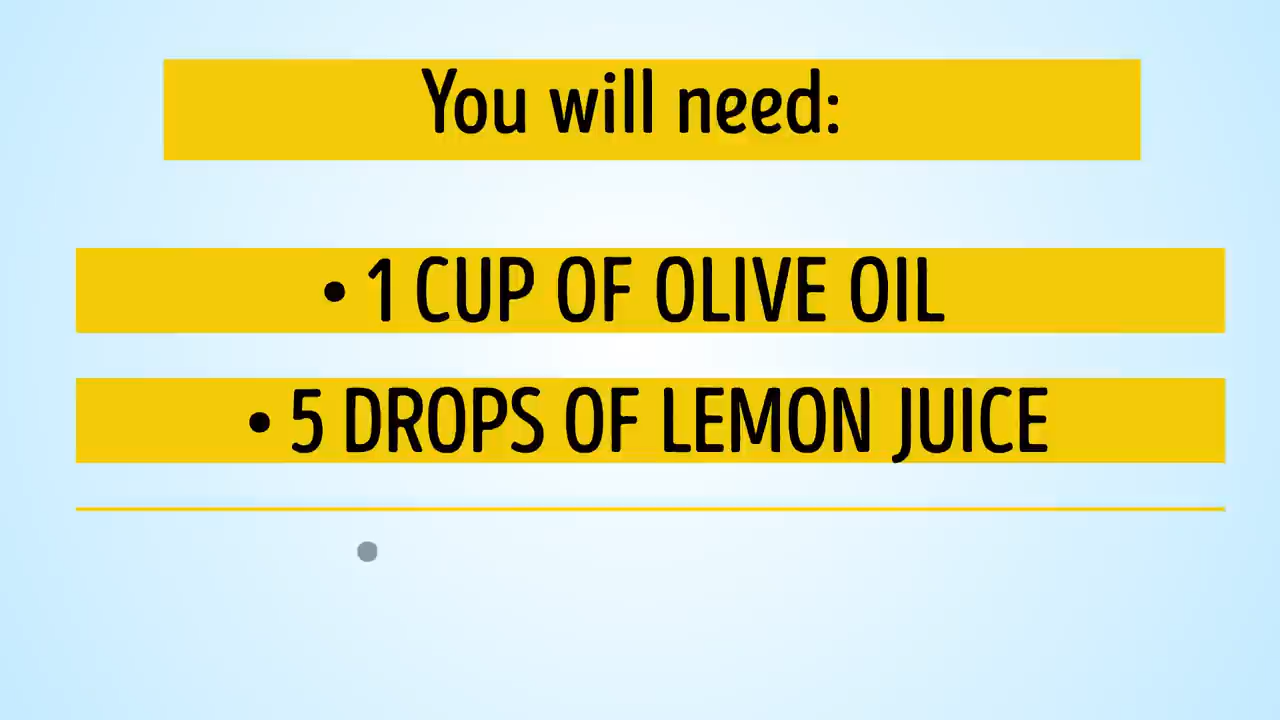 You will need:
• 1 CUP OF OLIVE OIL
• 5 DROPS OF LEMON JUICE
•